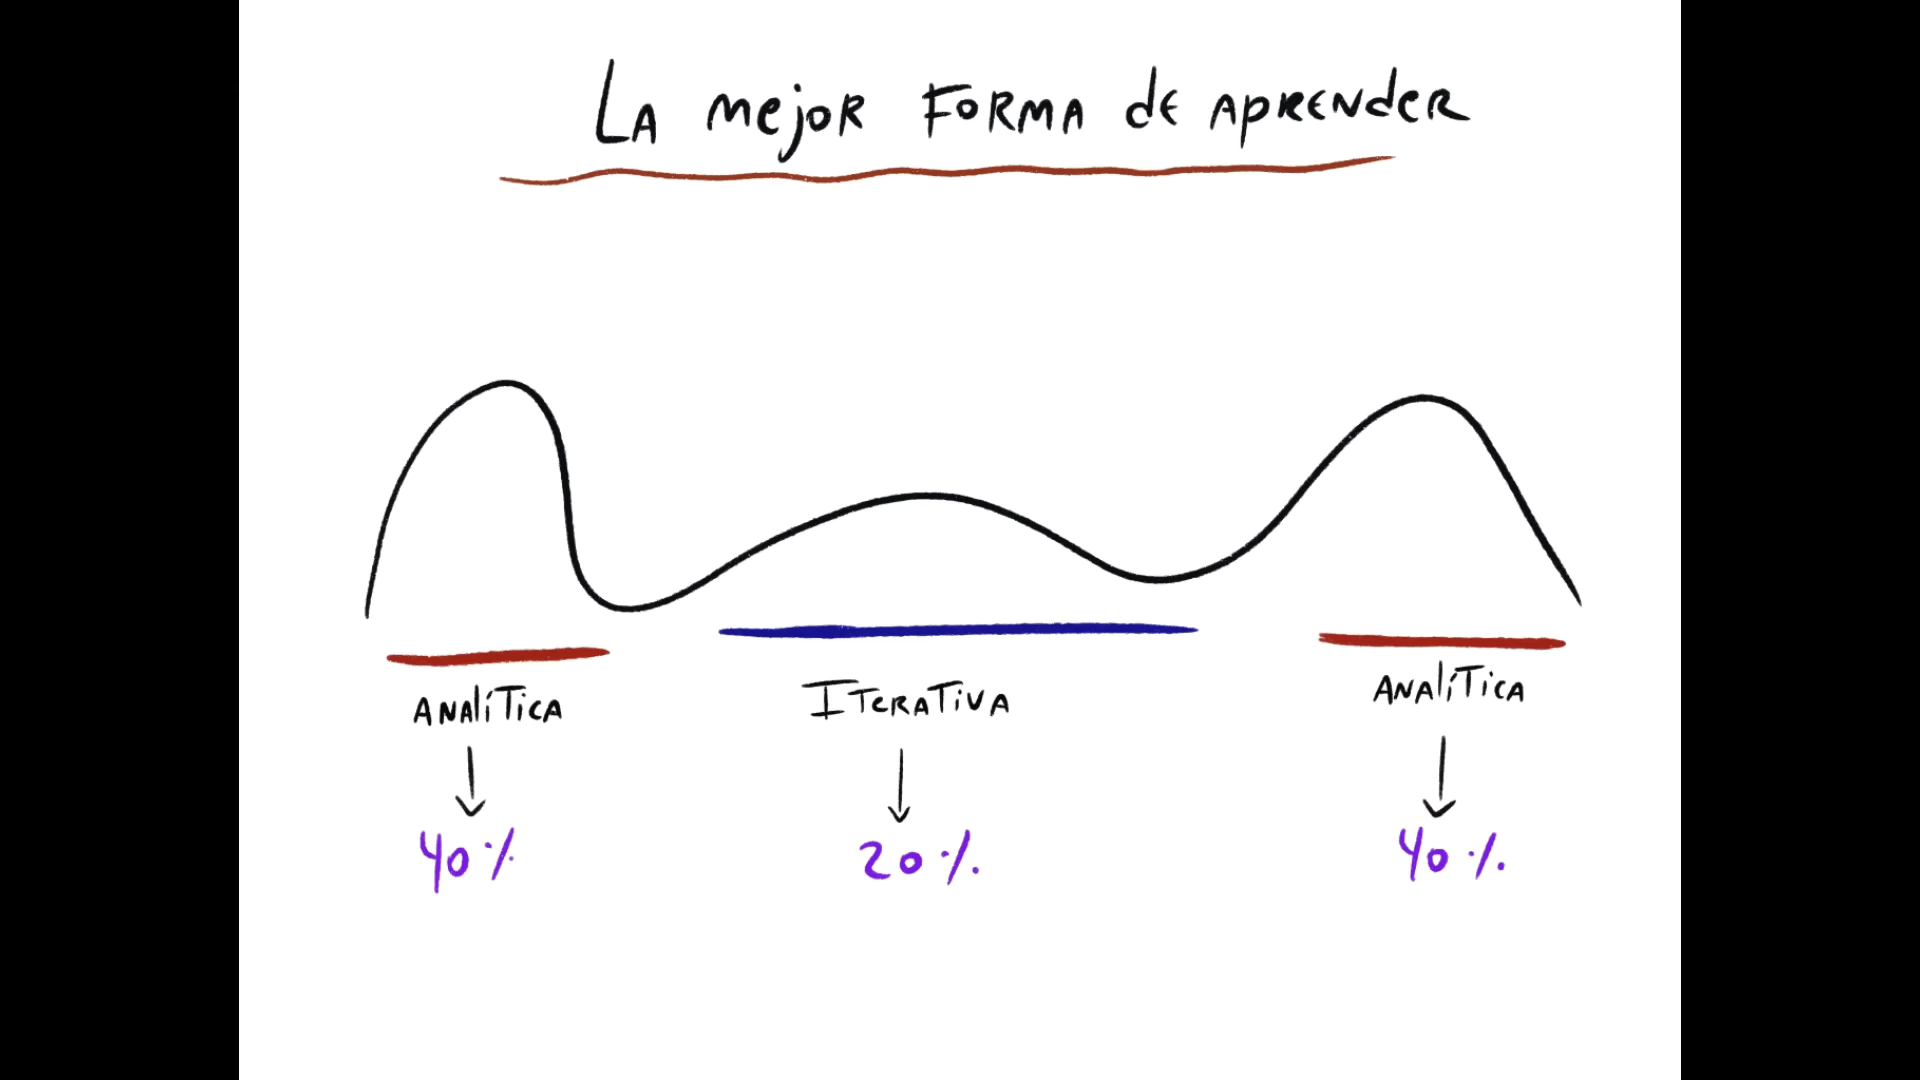 La mejor forma de aprender
Analítica
Iterativa
Analítica
40%
20%
40%